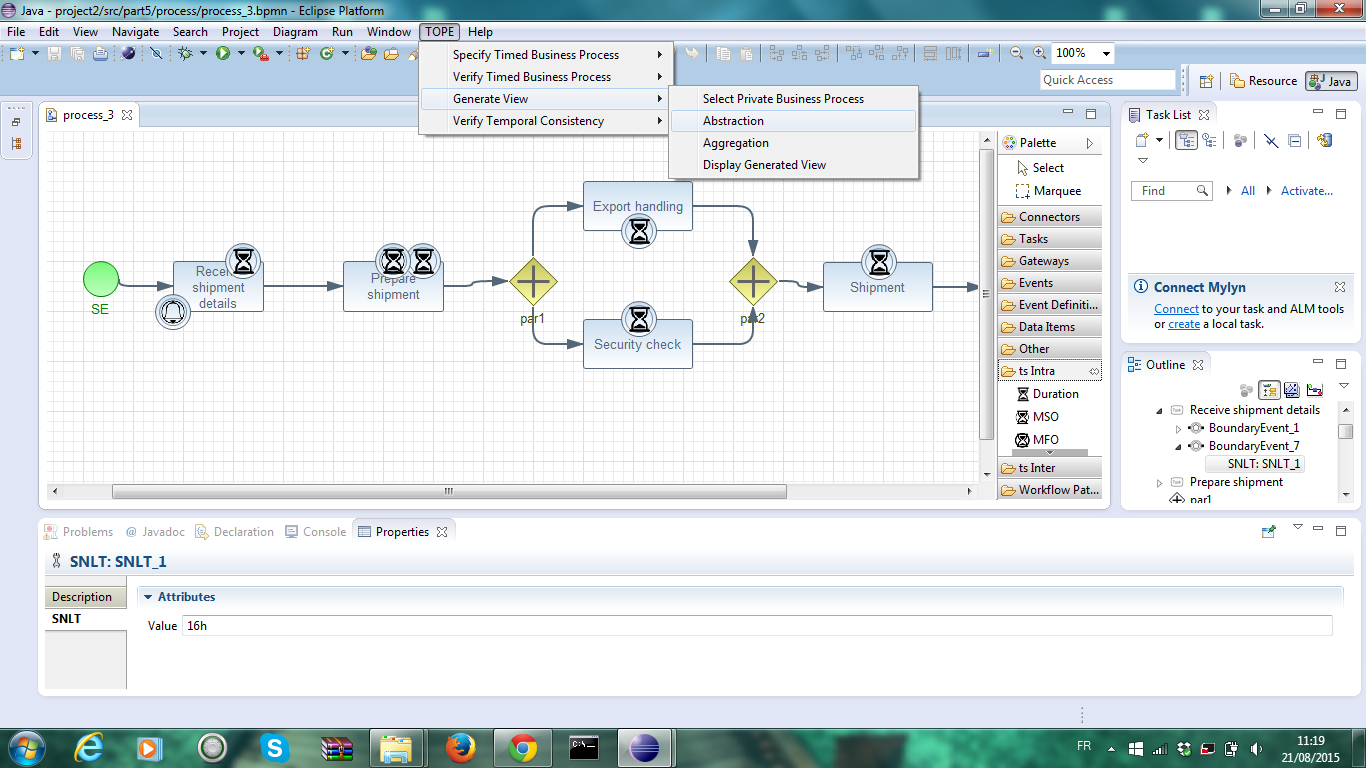 Java - project2/src/part5/process/process_3.bpmn - Eclipse Platform
File Edit View Navigate Search Project Diagram Run Window TOPE Help
Specify Timed Business Process
Verify Timed Business Process
Generate View
Verify Temporal Consistency
Select Private Business Process
Abstraction
Aggregation
Display Generated View
100%
Quick Access
Resource
Java
process_3
SE
shipment
details
Prepare
shipment
par1
Export handling
Security check
Shipment
Palette
Select
Marquee
Connectors
Tasks
Gateways
Events
Event Definiti...
Data Items
Other
ts Intra
Duration
MSO
MFO
ts Inter
Workflow Pat...
Task List
Find
All
Activate...
Connect Mylyn
Connect to your task and ALM tools
or create a local task.
Outline
Receive shipment details
BoundaryEvent_1
BoundaryEvent_7
SNLT: SNLT_1
Prepare shipment
par1
Problems @ Javadoc Declaration Console Properties
SNLT: SNLT_1
Description
SNLT
Attributes
Value 16h
FR
11:19
21/08/2015